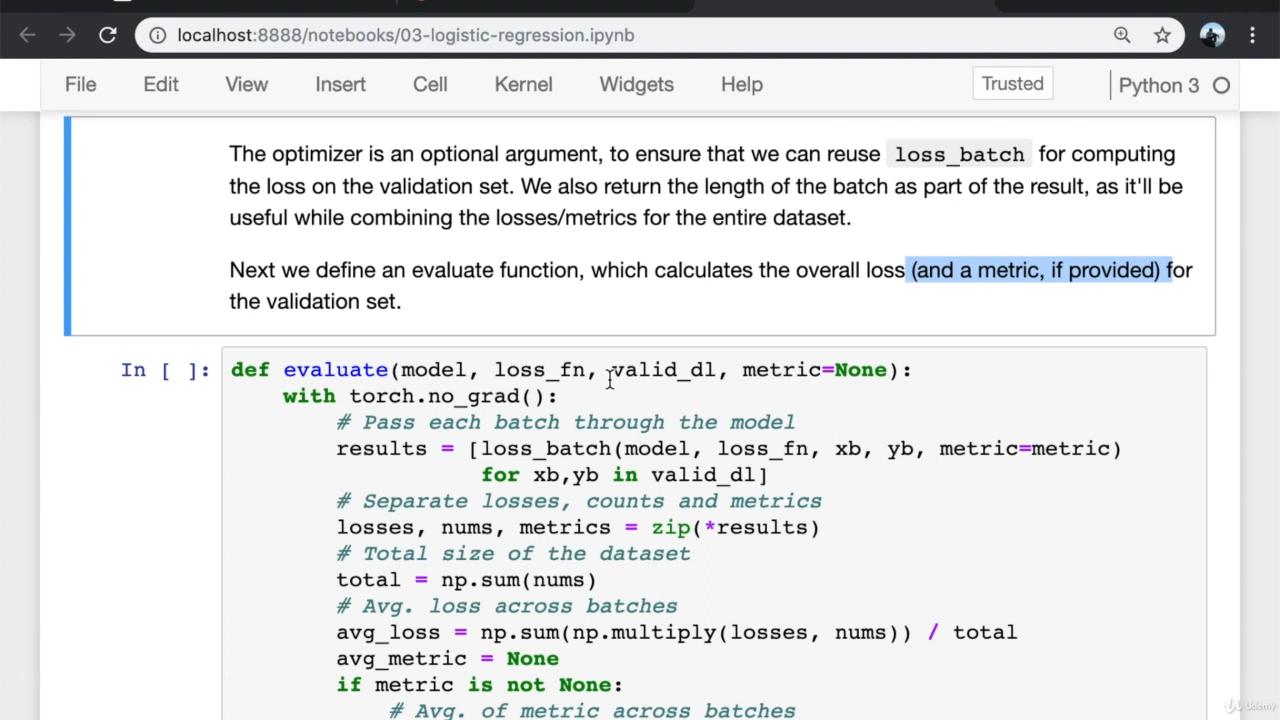 localhost:8888/notebooks/03-logistic-regression.ipynb
File Edit View Insert Cell Kernel Widgets Help Trusted Python 3
The optimizer is an optional argument, to ensure that we can reuse loss_batch for computing
the loss on the validation set. We also return the length of the batch as part of the result, as it'll be
useful while combining the losses/metrics for the entire dataset.
Next we define an evaluate function, which calculates the overall loss (and a metric, if provided) for
the validation set.
In [ ]: def evaluate(model, loss_fn, valid_dl, metric=None):
with torch.no_grad():
# Pass each batch through the model
results = [loss_batch(model, loss_fn, xb, yb, metric=metric)
for xb,yb in valid_dl]
# Separate losses, counts and metrics
losses, nums, metrics = zip(*results)
# Total size of the dataset
total = np.sum(nums)
# Avg. loss across batches
avg_loss = np.sum(np.multiply(losses, nums)) / total
avg_metric = None
if metric is not None:
# Avg. of metric across batches
Udemy